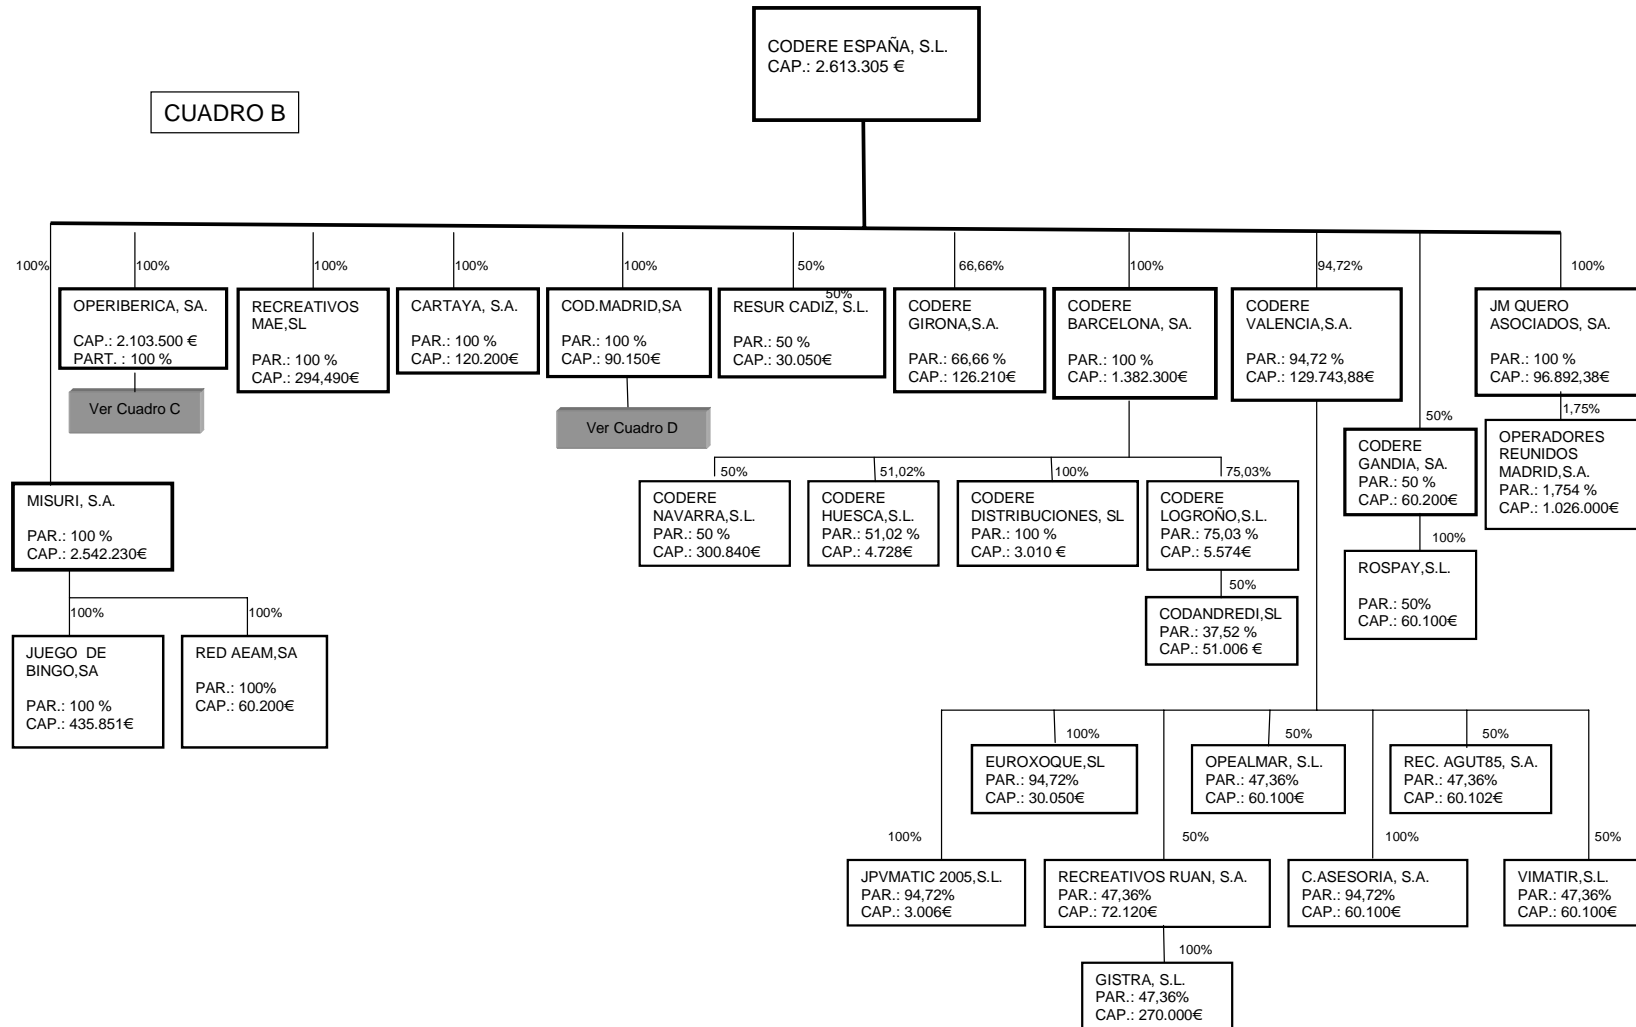 CODERE ESPAÑA, S.L.
CAP.: 2.613.305 €
CUADRO B
100%
100%
100%
100%
100%
50%
66,66%
100%
94,72%
100%
OPERIBERICA, SA.
CAP.: 2.103.500 €
PART. : 100 %
RECREATIVOS
MAE,SL
PAR.: 100 %
CAP.: 294,490€
CARTAYA, S.A.
PAR.: 100 %
CAP.: 120.200€
COD.MADRID,SA
PAR.: 100 %
CAP.: 90.150€
50%
RESUR CADIZ, S.L.
PAR.: 50 %
CAP.: 30.050€
CODERE
GIRONA,S.A.
PAR.: 66,66 %
CAP.: 126.210€
CODERE
BARCELONA, SA.
PAR.: 100 %
CAP.: 1.382.300€
CODERE
VALENCIA,S.A.
PAR.: 94,72 %
CAP.: 129.743,88€
JM QUERO
ASOCIADOS, SA.
PAR.: 100 %
CAP.: 96.892,38€
Ver Cuadro C
Ver Cuadro D
50%
1,75%
CODERE
GANDIA, SA.
PAR.: 50 %
CAP.: 60.200€
OPERADORES
REUNIDOS
MADRID,S.A.
PAR.: 1,754 %
CAP.: 1.026.000€
50%
51,02%
100%
75,03%
MISURI, S.A.
PAR.: 100 %
CAP.: 2.542.230€
CODERE
NAVARRA,S.L.
PAR.: 50 %
CAP.: 300.840€
CODERE
HUESCA,S.L.
PAR.: 51,02 %
CAP.: 4.728€
CODERE
DISTRIBUCIONES, SL
PAR.: 100 %
CAP.: 3.010 €
CODERE
LOGROÑO,S.L.
PAR.: 75,03 %
CAP.: 5.574€
100%
ROSPAY,S.L.
PAR.: 50%
CAP.: 60.100€
50%
CODANDREDI,SL
PAR.: 37,52 %
CAP.: 51.006 €
100%
100%
JUEGO DE
BINGO,SA
PAR.: 100 %
CAP.: 435.851€
RED AEAM,SA
PAR.: 100%
CAP.: 60.200€
100%
50%
50%
EUROXOQUE,SL
PAR.: 94,72%
CAP.: 30.050€
OPEALMAR, S.L.
PAR.: 47,36%
CAP.: 60.100€
REC. AGUT85, S.A.
PAR.: 47,36%
CAP.: 60.102€
100%
50%
100%
50%
JPVMATIC 2005,S.L.
PAR.: 94,72%
CAP.: 3.006€
RECREATIVOS RUAN, S.A.
PAR.: 47,36%
CAP.: 72.120€
C.ASESORIA, S.A.
PAR.: 94,72%
CAP.: 60.100€
VIMATIR,S.L.
PAR.: 47,36%
CAP.: 60.100€
100%
GISTRA, S.L.
PAR.: 47,36%
CAP.: 270.000€